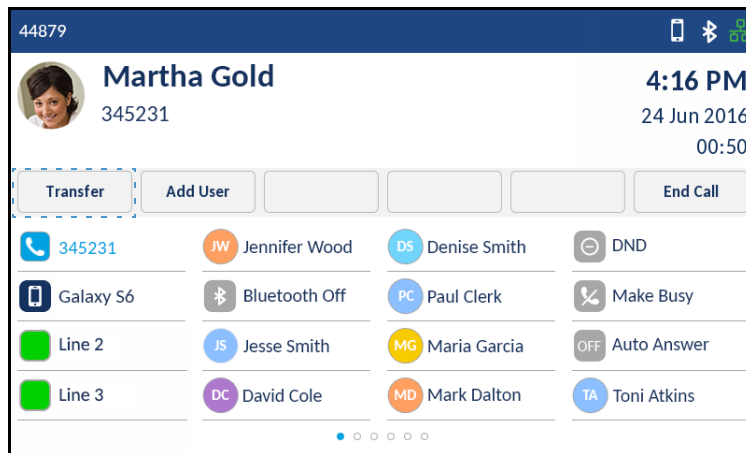 44879
Martha Gold
4:16 PM
345231
24 Jun 2016
00:50
Transfer Add User End Call
345231 JW Jennifer Wood DS Denise Smith DND
Galaxy S6 Bluetooth Off PC Paul Clerk Make Busy
Line 2 JS Jesse Smith MG Maria Garcia OFF Auto Answer
Line 3 DC David Cole MD Mark Dalton TA Toni Atkins